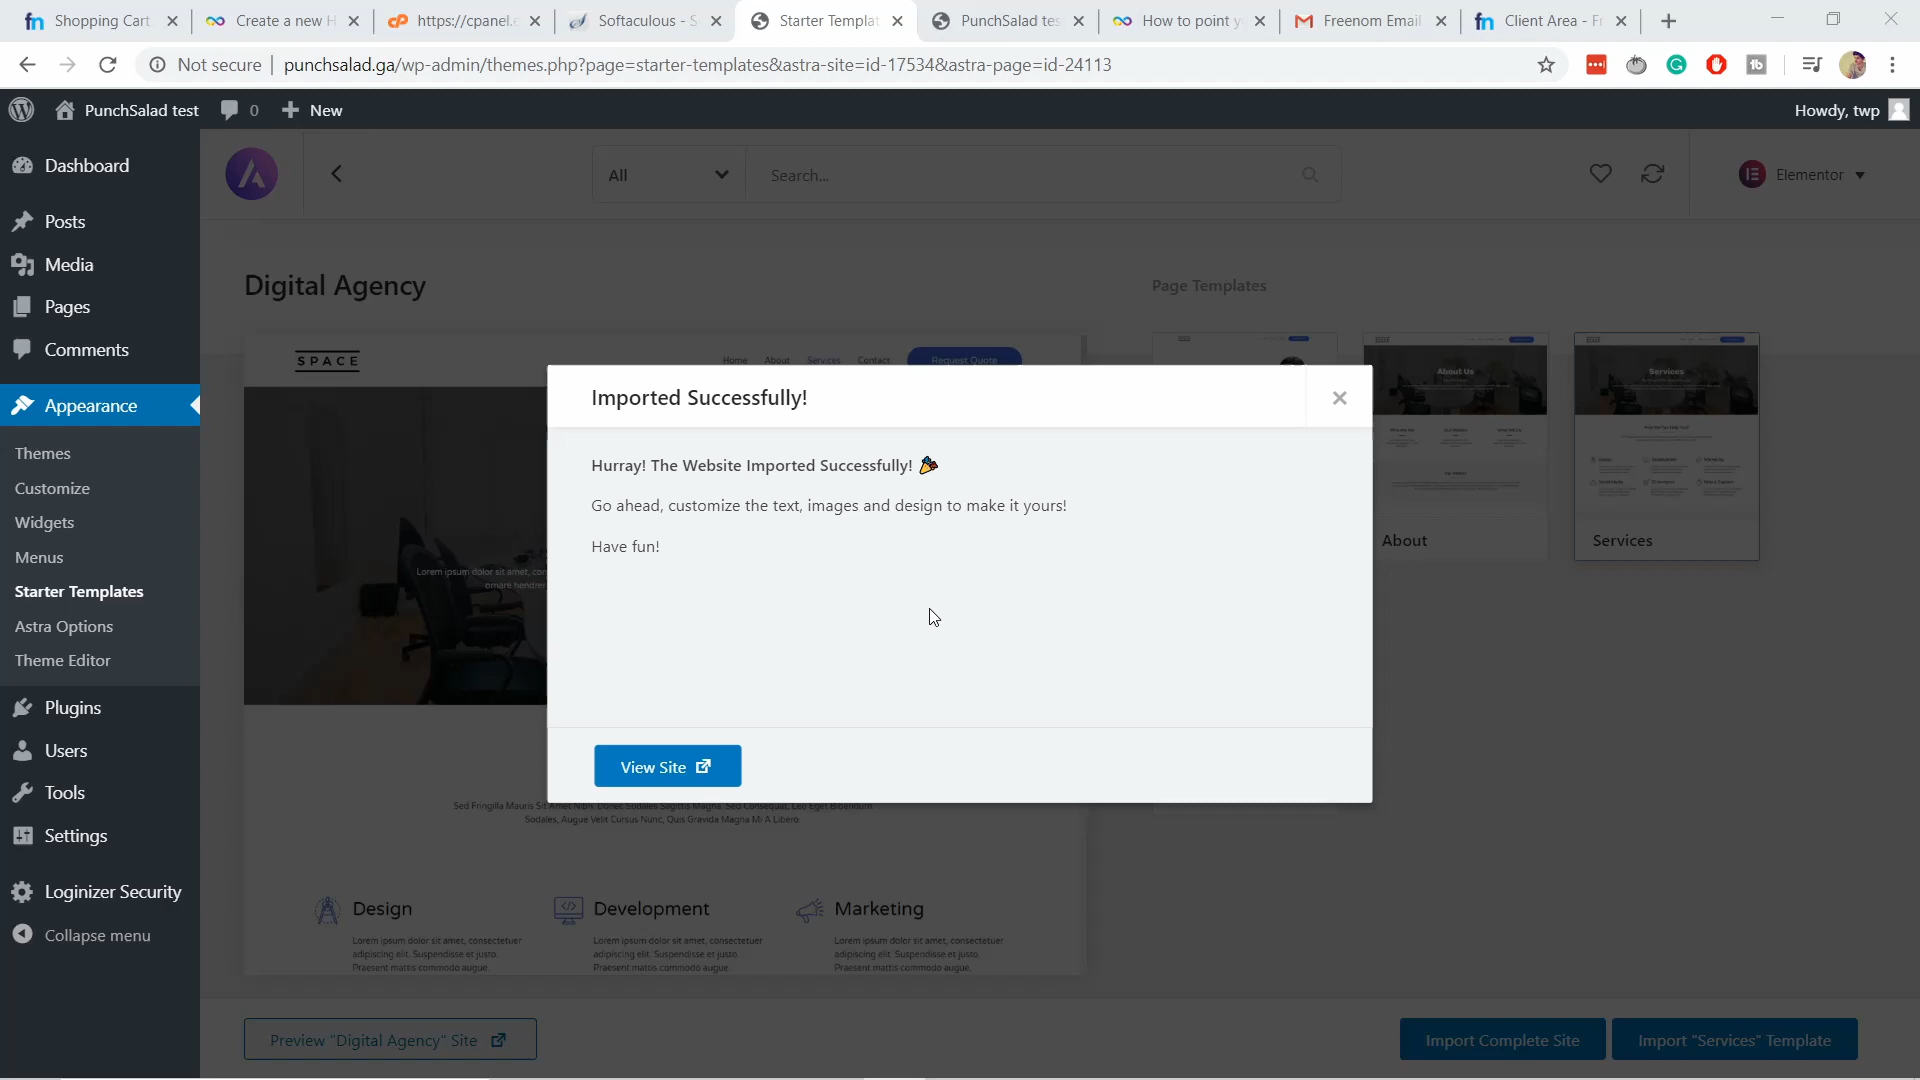 Shopping Cart
Create a new H
https://cpanel.e
Softaculous - S
Starter Templat
PunchSalad tes
How to point y
Freenom Email
Client Area - Fr
Not secure
punchsalad.ga/wp-admin/themes.php?page=starter-templates&astra-site=id-17534&astra-page=id-24113
PunchSalad test
0
New
Howdy, twp
Dashboard
Posts
Media
Pages
Comments
Appearance
Themes
Customize
Widgets
Menus
Starter Templates
Astra Options
Theme Editor
Plugins
Users
Tools
Settings
Loginizer Security
Collapse menu
All
Search...
Elementor
Digital Agency
Page Templates
SPACE
Home About Services Contact Request Quote
Lorem ipsum dolor sit amet, con
ornare hendrer
Imported Successfully!
Hurray! The Website Imported Successfully!
Go ahead, customize the text, images and design to make it yours!
Have fun!
View Site
About Us
About
Services
Services
Sed Fringilla Mauris Sit Amet Nibh. Donec Sodales Sagittis Magna. Sed Consequat, Leo Eget Bibendum
Sodales, Augue Velit Cursus Nunc, Quis Gravida Magna Mi A Libero.
Design
Lorem ipsum dolor sit amet, consectetuer
adipiscing elit. Suspendisse et justo.
Praesent mattis commodo augue.
Development
Lorem ipsum dolor sit amet, consectetuer
adipiscing elit. Suspendisse et justo.
Praesent mattis commodo augue.
Marketing
Lorem ipsum dolor sit amet, consectetuer
adipiscing elit. Suspendisse et justo.
Praesent mattis commodo augue.
Preview "Digital Agency" Site
Import Complete Site
Import "Services" Template